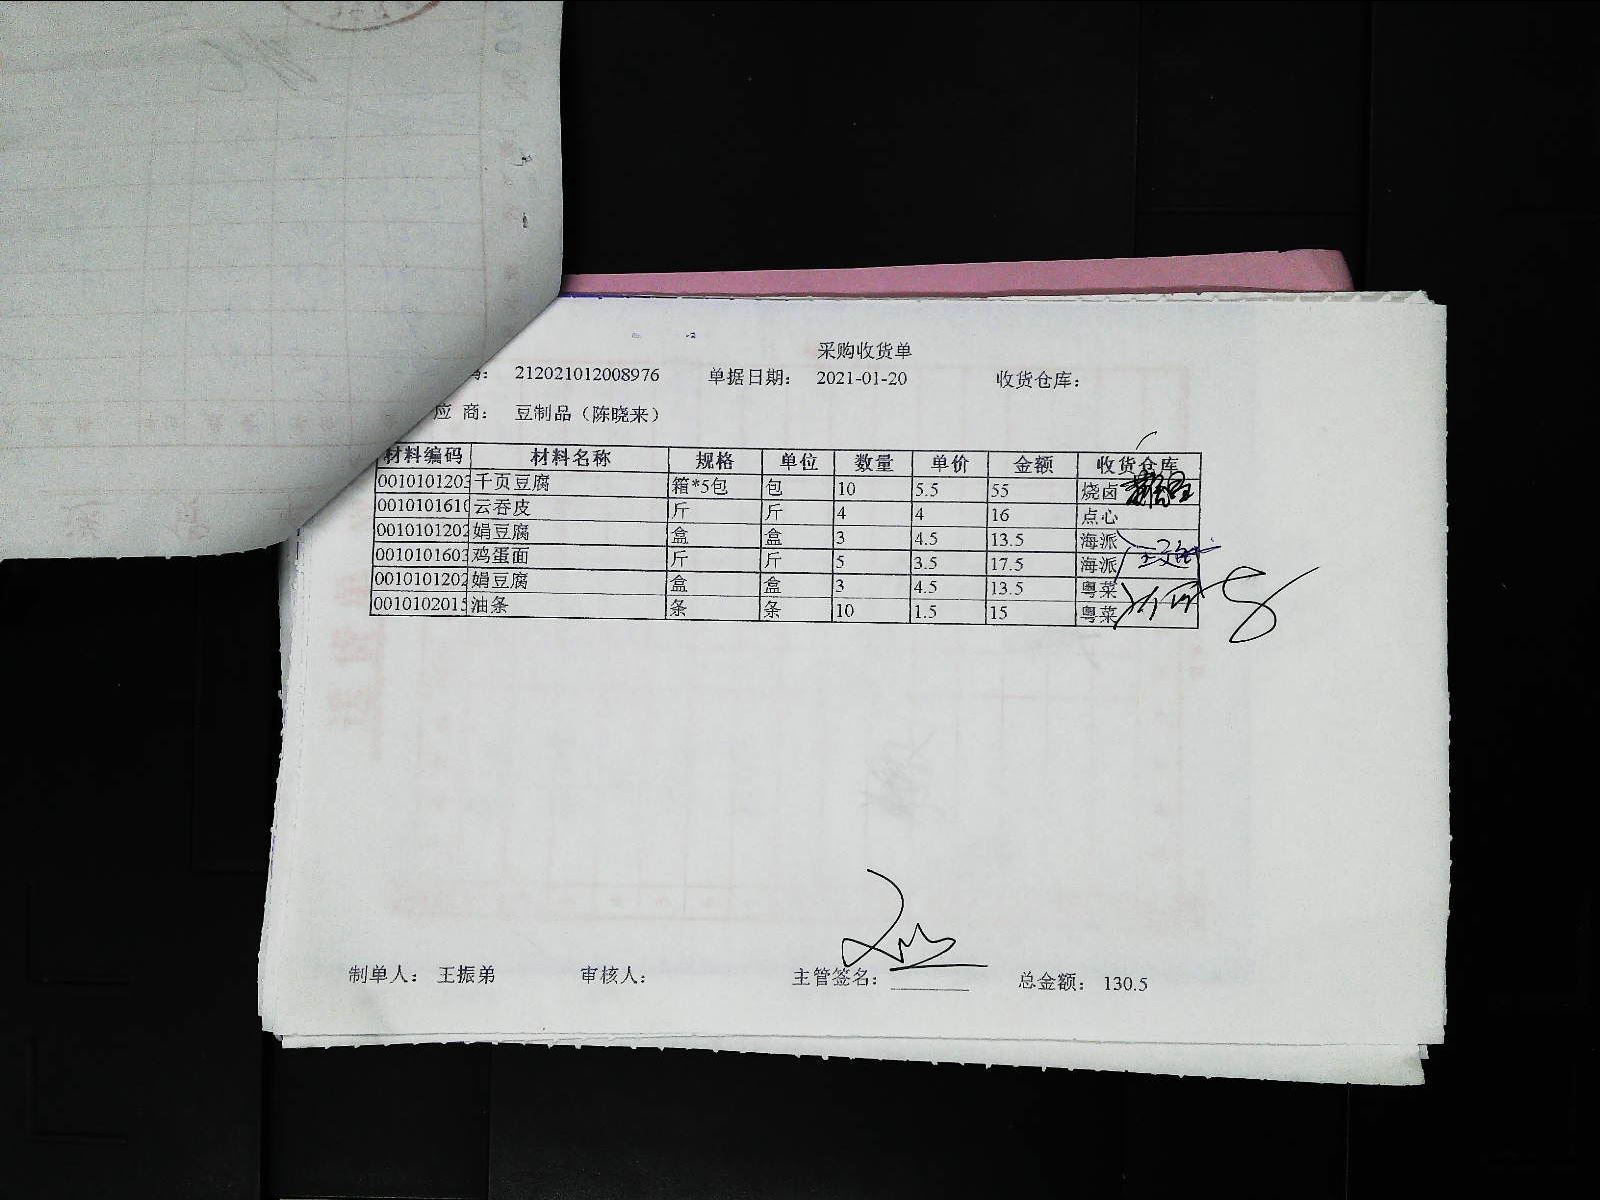 采购收货单
码： 212021012008976 单据日期： 2021-01-20 收货仓库：
应 商： 豆制品（陈晓来）
材料编码 材料名称 规格 单位 数量 单价 金额 收货仓库
0010101203 千页豆腐 箱*5包 包 10 5.5 55 烧卤
0010101610 云吞皮 斤 斤 4 4 16 点心
0010101202 娟豆腐 盒 盒 3 4.5 13.5 海派
0010101603 鸡蛋面 斤 斤 5 3.5 17.5 海派
0010101202 娟豆腐 盒 盒 3 4.5 13.5 粤菜
0010102015 油条 条 条 10 1.5 15 粤菜
制单人： 王振弟 审核人： 主管签名： 总金额： 130.5